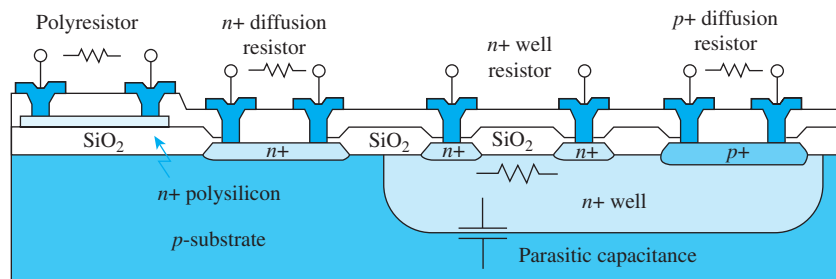 Polyresistor
n+ diffusion
resistor
n+ well
resistor
p+ diffusion
resistor
SiO2
n+
SiO2
n+
SiO2
n+
p+
n+ polysilicon
n+ well
p-substrate
Parasitic capacitance